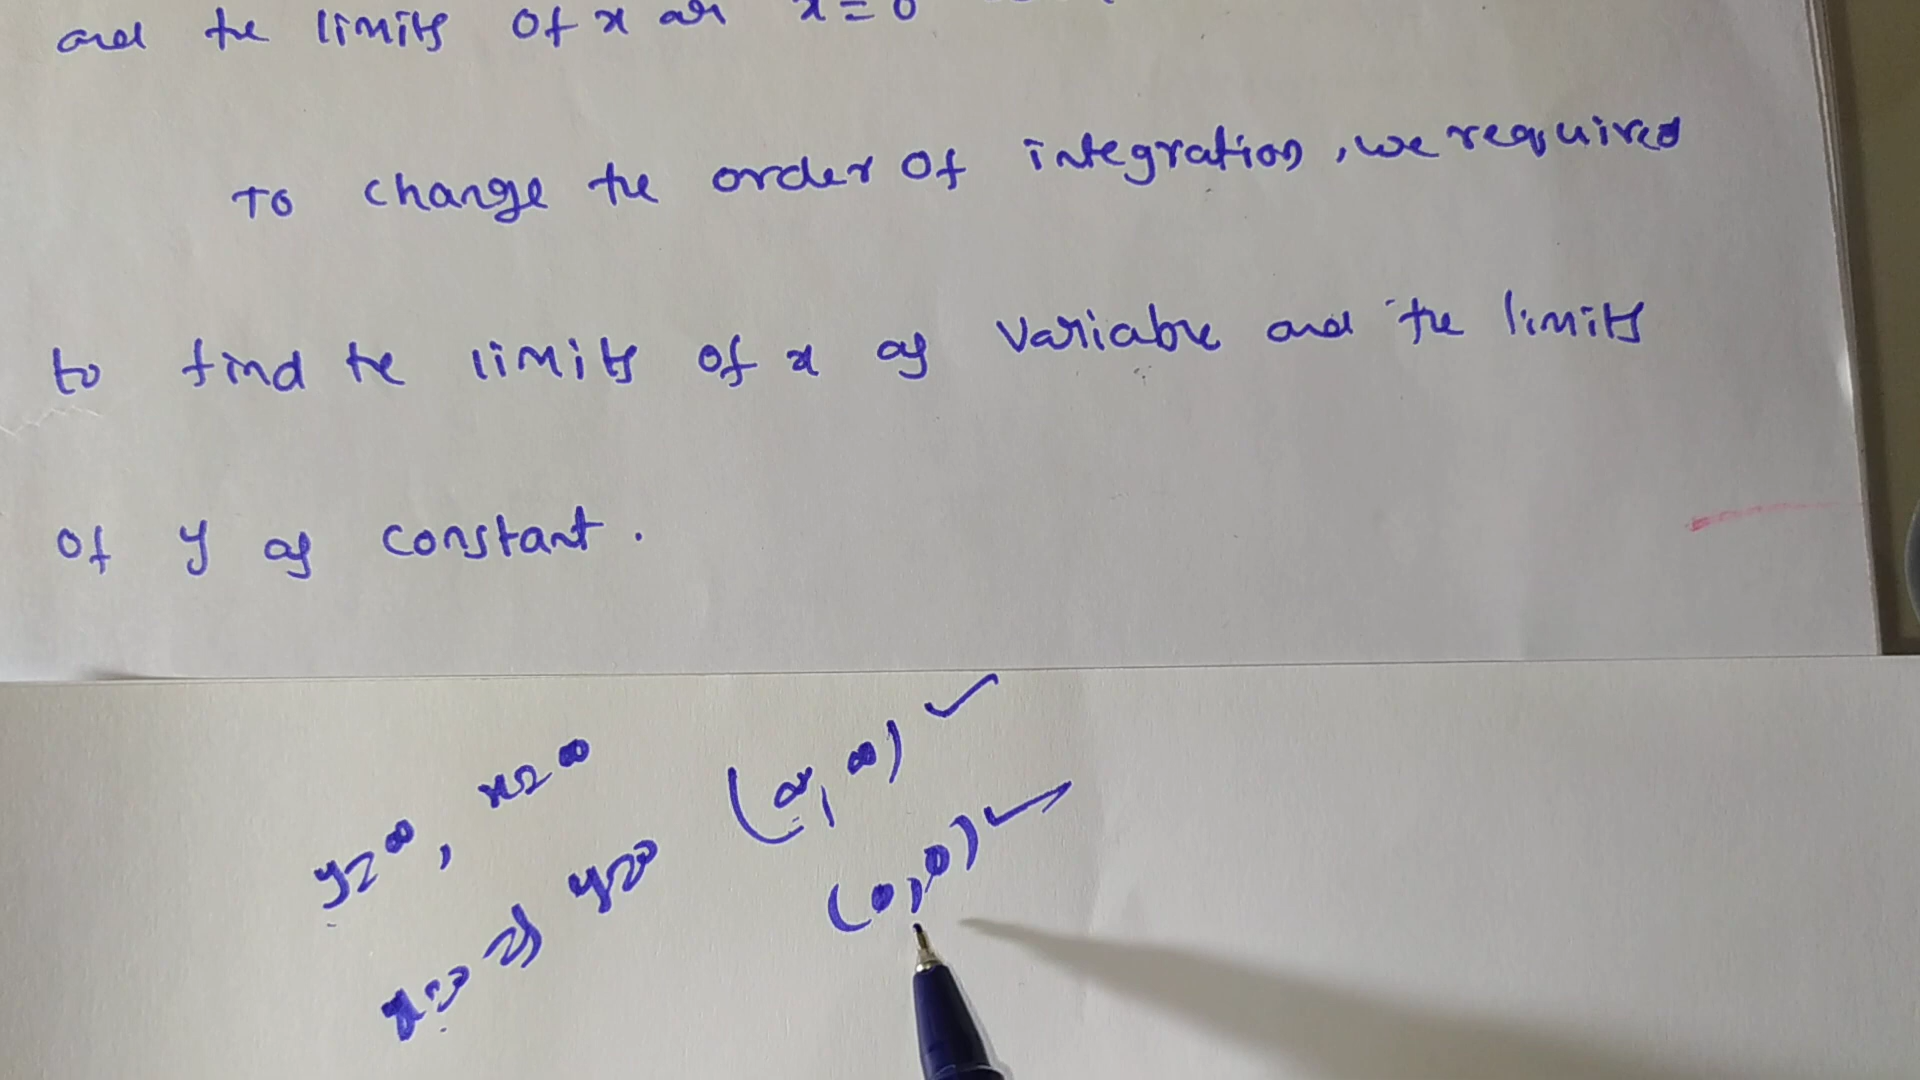 and the limits of x are x = 0
To change the order of integration, we required
to find the limits of x as variable and the limits
of y as constant.
y=∞, x=∞ (∞, ∞) ✓
x=0 ⇒ y=0 (0,0) ✓